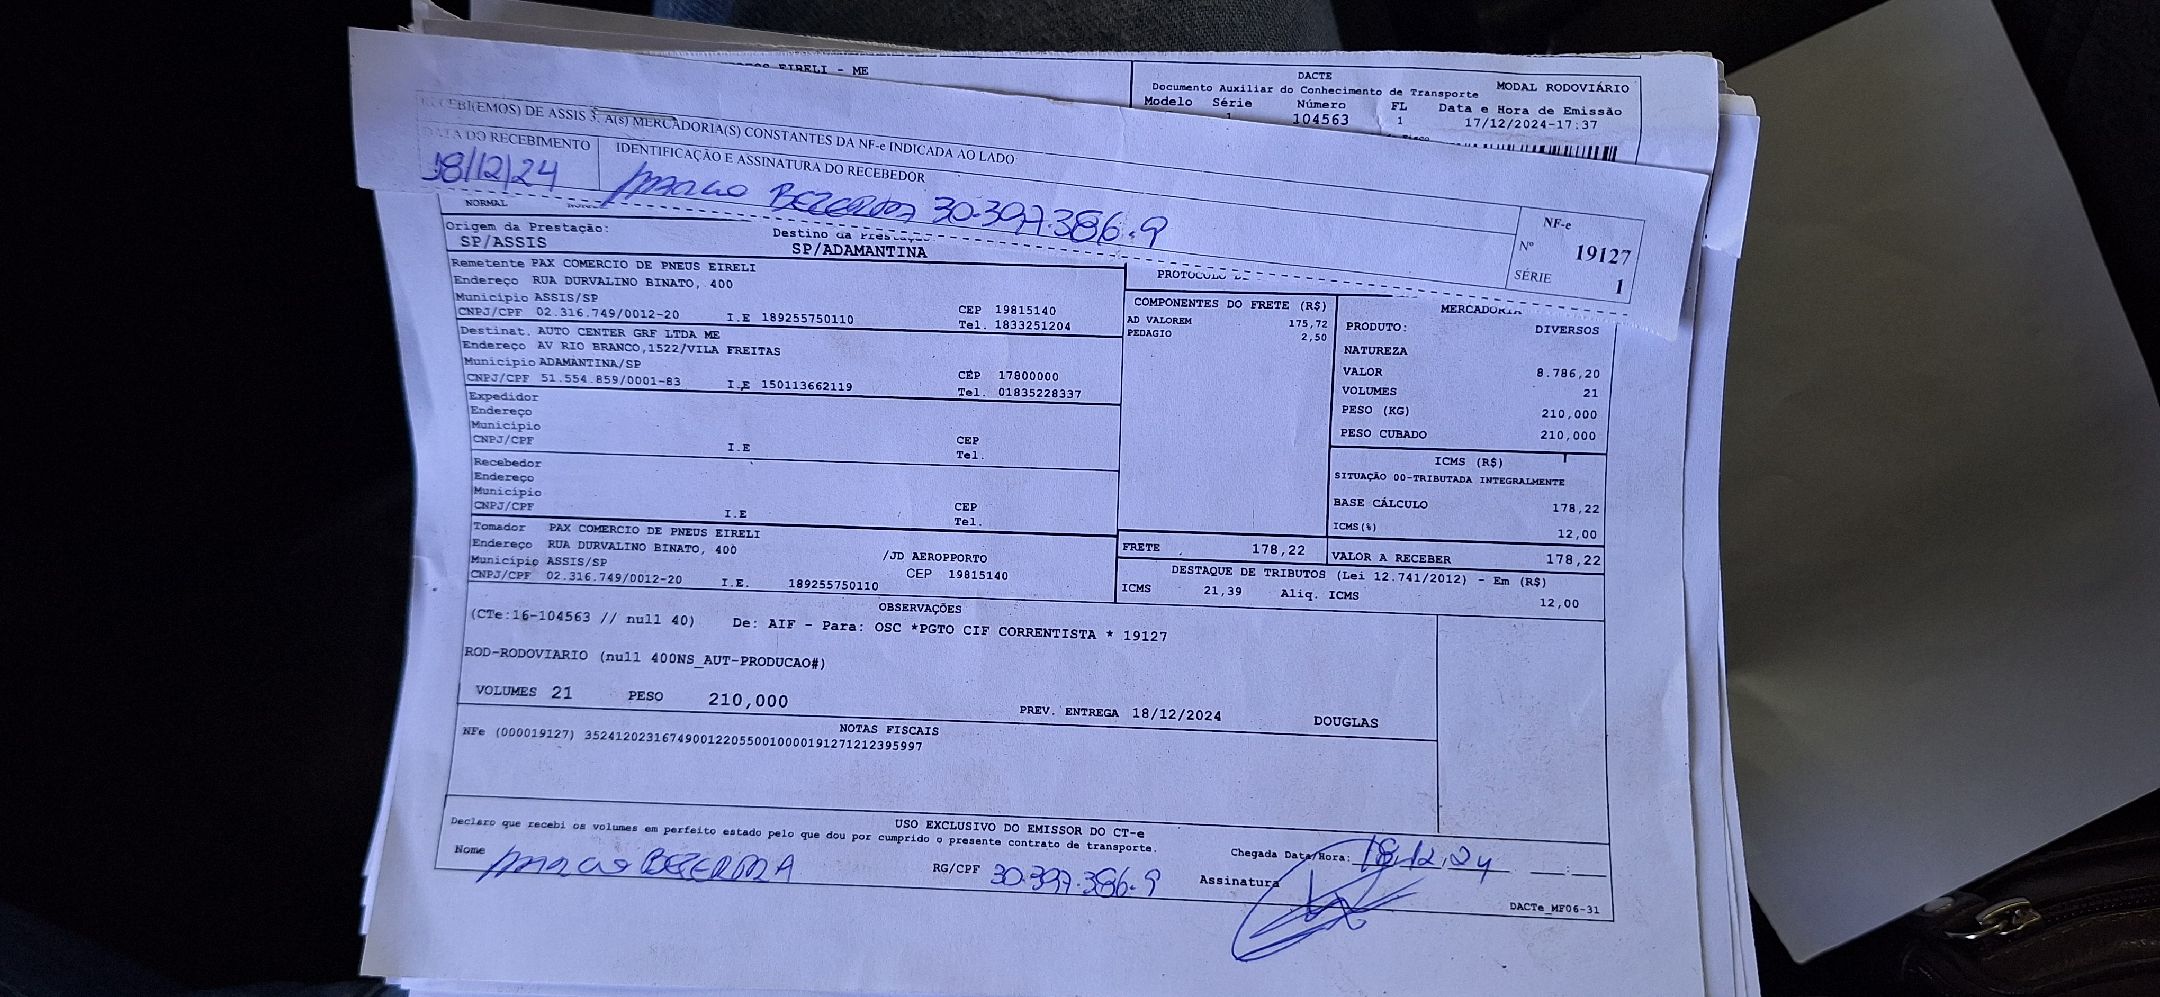 EIRELI - ME
DACTE
Documento Auxiliar do Conhecimento de Transporte
MODAL RODOVIÁRIO
Modelo Série Número FL Data e Hora de Emissão
1 104563 1 17/12/2024-17:37
RECEBI(EMOS) DE ASSIS 3, A(S) MERCADORIA(S) CONSTANTES DA NF-e INDICADA AO LADO
DATA DO RECEBIMENTO
IDENTIFICAÇÃO E ASSINATURA DO RECEBEDOR
18/12/24
BEZERRA 30.397.386.9
NF-e
Nº 19127
SÉRIE 1
NORMAL
Origem da Prestação:
SP/ASSIS
Destino da Prestação
SP/ADAMANTINA
Remetente PAX COMERCIO DE PNEUS EIRELI
Endereço RUA DURVALINO BINATO, 400
Município ASSIS/SP
CEP 19815140
CNPJ/CPF 02.316.749/0012-20 I.E 189255750110 Tel. 1833251204
Destinat. AUTO CENTER GRF LTDA ME
Endereço AV RIO BRANCO,1522/VILA FREITAS
Município ADAMANTINA/SP
CEP 17800000
CNPJ/CPF 51.554.859/0001-83 I.E 150113662119 Tel. 01835228337
Expedidor
Endereço
Município
CEP
CNPJ/CPF I.E Tel.
Recebedor
Endereço
Município
CEP
CNPJ/CPF I.E Tel.
Tomador PAX COMERCIO DE PNEUS EIRELI
Endereço RUA DURVALINO BINATO, 400 /JD AEROPPORTO
Município ASSIS/SP CEP 19815140
CNPJ/CPF 02.316.749/0012-20 I.E. 189255750110
COMPONENTES DO FRETE (R$)
AD VALOREM 175,72
PEDAGIO 2,50
FRETE 178,22
MERCADORIA
PRODUTO: DIVERSOS
NATUREZA
VALOR 8.786,20
VOLUMES 21
PESO (KG) 210,000
PESO CUBADO 210,000
ICMS (R$)
SITUAÇÃO 00-TRIBUTADA INTEGRALMENTE
BASE CÁLCULO 178,22
ICMS(%) 12,00
VALOR A RECEBER 178,22
DESTAQUE DE TRIBUTOS (Lei 12.741/2012) - Em (R$)
ICMS 21,39 Aliq. ICMS 12,00
OBSERVAÇÕES
(CTe:16-104563 // null 40) De: AIF - Para: OSC *PGTO CIF CORRENTISTA * 19127
ROD-RODOVIARIO (null 400NS_AUT-PRODUCAO#)
VOLUMES 21 PESO 210,000 PREV. ENTREGA 18/12/2024 DOUGLAS
NOTAS FISCAIS
NFe (000019127) 35241202316749001220550010000191271212395997
USO EXCLUSIVO DO EMISSOR DO CT-e
Declaro que recebi os volumes em perfeito estado pelo que dou por cumprido o presente contrato de transporte.
Nome BEZERRA RG/CPF 30.397.386.9 Assinatura Chegada Data/Hora: 18.12.24 :
DACTe_MF06-31